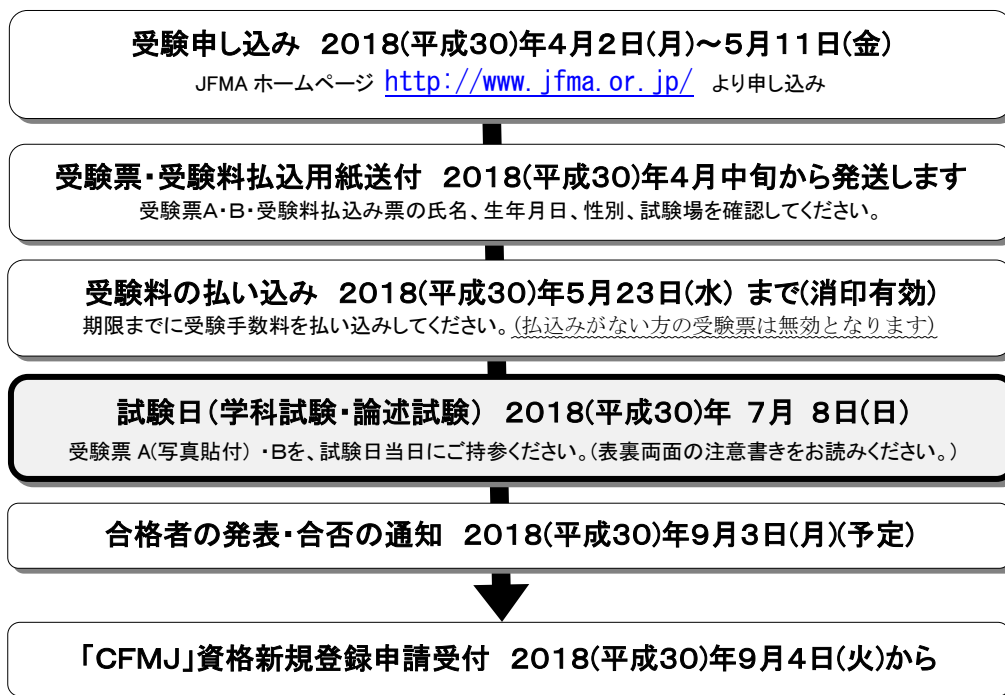 受験申し込み 2018(平成30)年4月2日(月)～5月11日(金)
JFMA ホームページ http://www.jfma.or.jp/ より申し込み
受験票・受験料払込用紙送付 2018(平成30)年4月中旬から発送します
受験票A・B・受験料払込み票の氏名、生年月日、性別、試験場を確認してください。
受験料の払い込み 2018(平成30)年5月23日(水) まで(消印有効)
期限までに受験手数料を払い込みしてください。(払込みがない方の受験票は無効となります)
試験日(学科試験・論述試験) 2018(平成30)年 7月 8日(日)
受験票 A(写真貼付) ・Bを、試験日当日にご持参ください。(表裏両面の注意書きをお読みください。)
合格者の発表・合否の通知 2018(平成30)年9月3日(月)(予定)
「CFMJ」資格新規登録申請受付 2018(平成30)年9月4日(火)から